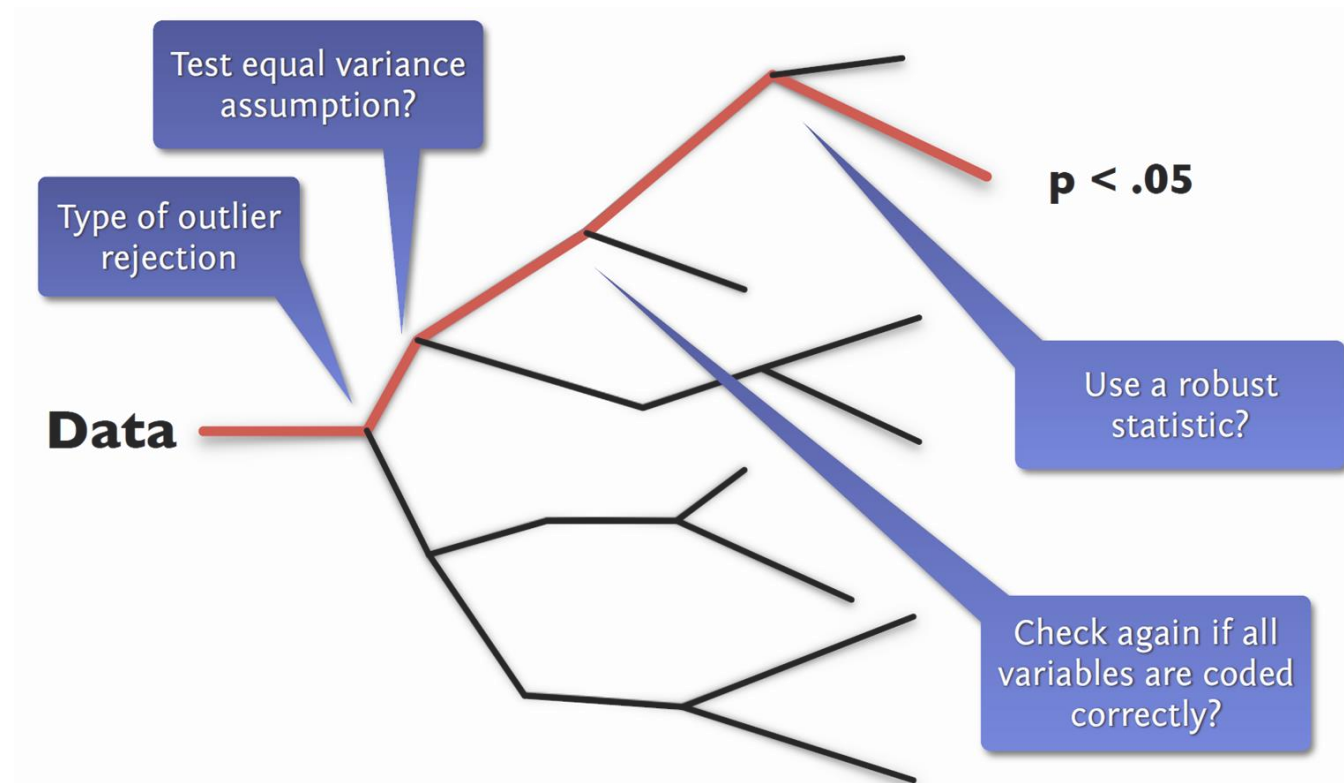 Test equal variance
assumption?
Type of outlier
rejection
p < .05
Data
Use a robust
statistic?
Check again if all
variables are coded
correctly?